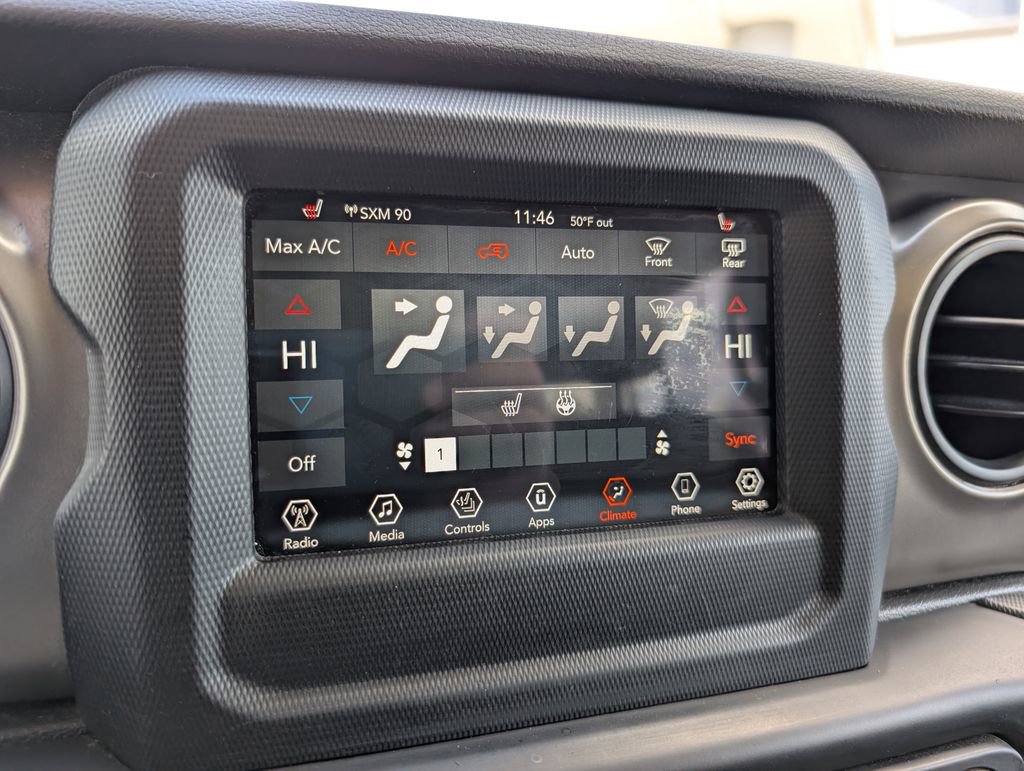 SXM 90 11:46 50°F out
Max A/C A/C Auto Front Rear
HI HI
Off 1 Sync
Radio Media Controls Apps Climate Phone Settings